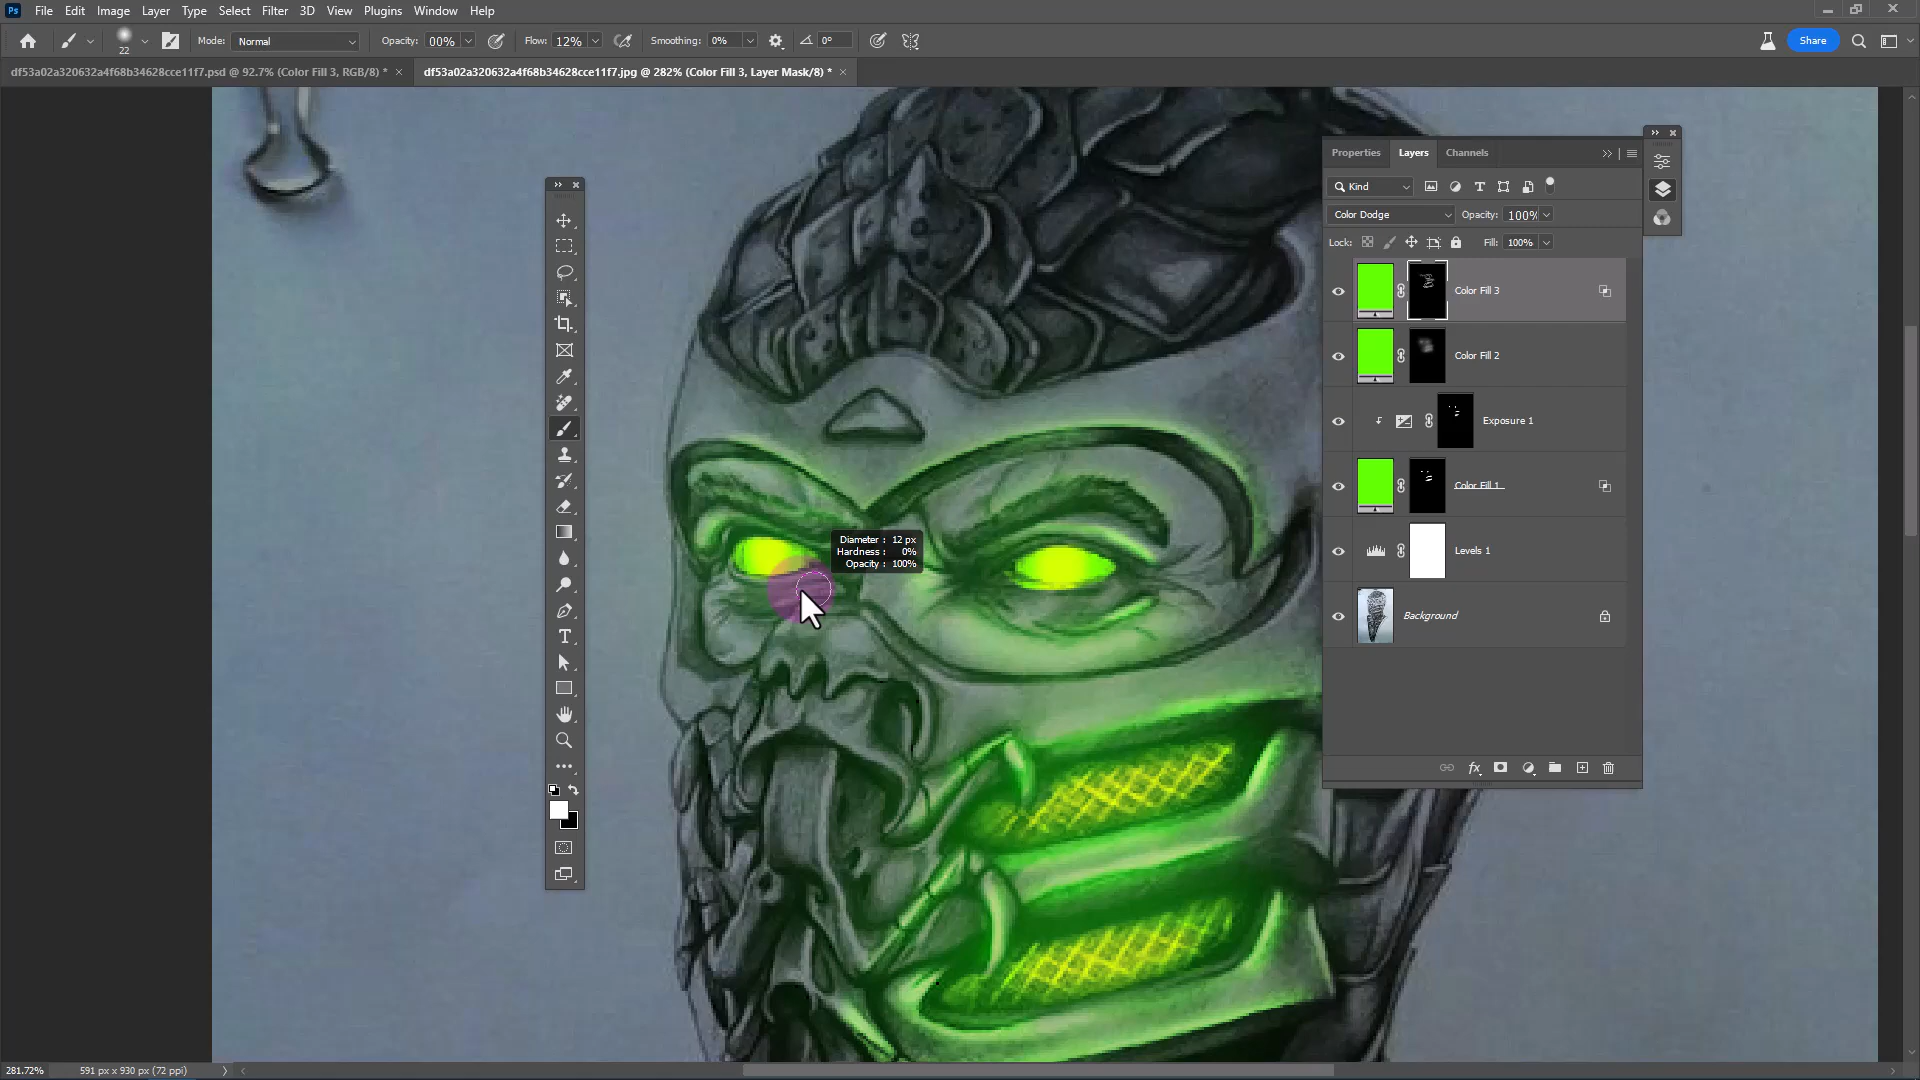 Ps File Edit Image Layer Type Select Filter 3D View Plugins Window Help
22 Mode: Normal Opacity: 00% Flow: 12% Smoothing: 0% 0° Share
df53a02a320632a4f68b34628cce11f7.psd @ 92.7% (Color Fill 3, RGB/8) * × df53a02a320632a4f68b34628cce11f7.jpg @ 282% (Color Fill 3, Layer Mask/8) * ×
Properties Layers Channels
Kind
Color Dodge Opacity: 100%
Lock: Fill: 100%
Color Fill 3
Color Fill 2
Exposure 1
Color Fill 1
Levels 1
Background
fx
Diameter : 12 px
Hardness : 0%
Opacity : 100%
281.72% 591 px x 930 px (72 ppi)